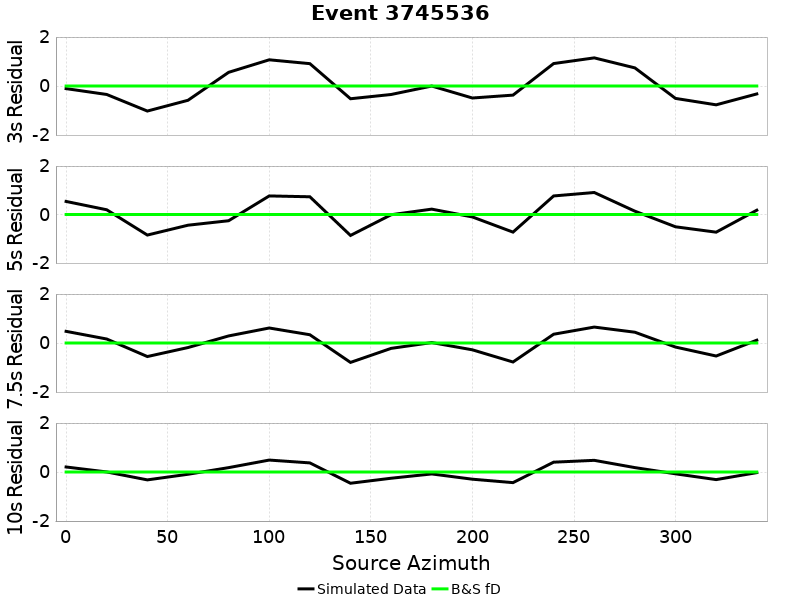 Event 3745536
3s Residual
2
0
-2
5s Residual
2
0
-2
7.5s Residual
2
0
-2
10s Residual
2
0
-2
0 50 100 150 200 250 300
Source Azimuth
Simulated Data B&S fD